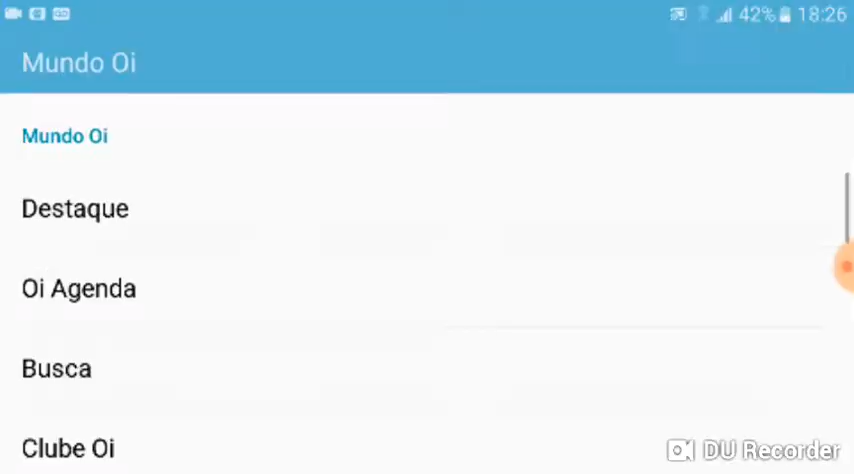 42% 18:26
Mundo Oi
Mundo Oi
Destaque
Oi Agenda
Busca
Clube Oi
DU Recorder